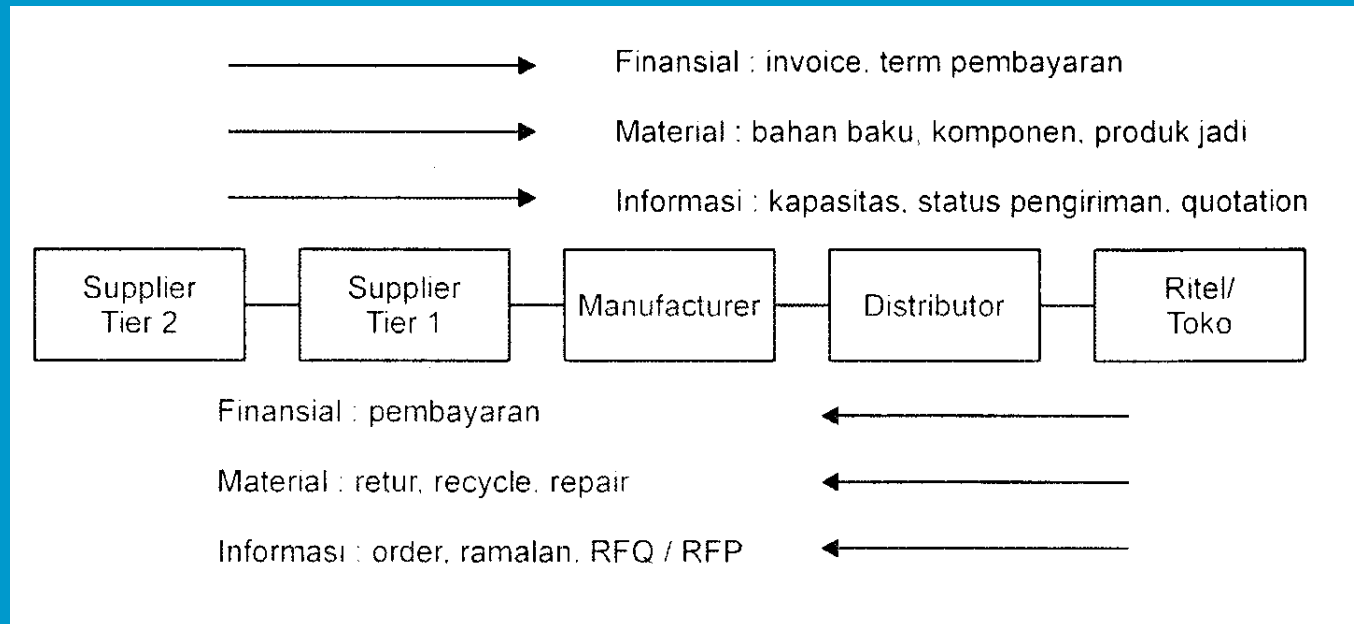 Finansial : invoice. term pembayaran
Material : bahan baku, komponen, produk jadi
Informasi : kapasitas, status pengiriman, quotation
Supplier
Tier 2
Supplier
Tier 1
Manufacturer
Distributor
Ritel/
Toko
Finansial : pembayaran
Material : retur, recycle. repair
Informasi : order, ramalan, RFQ / RFP